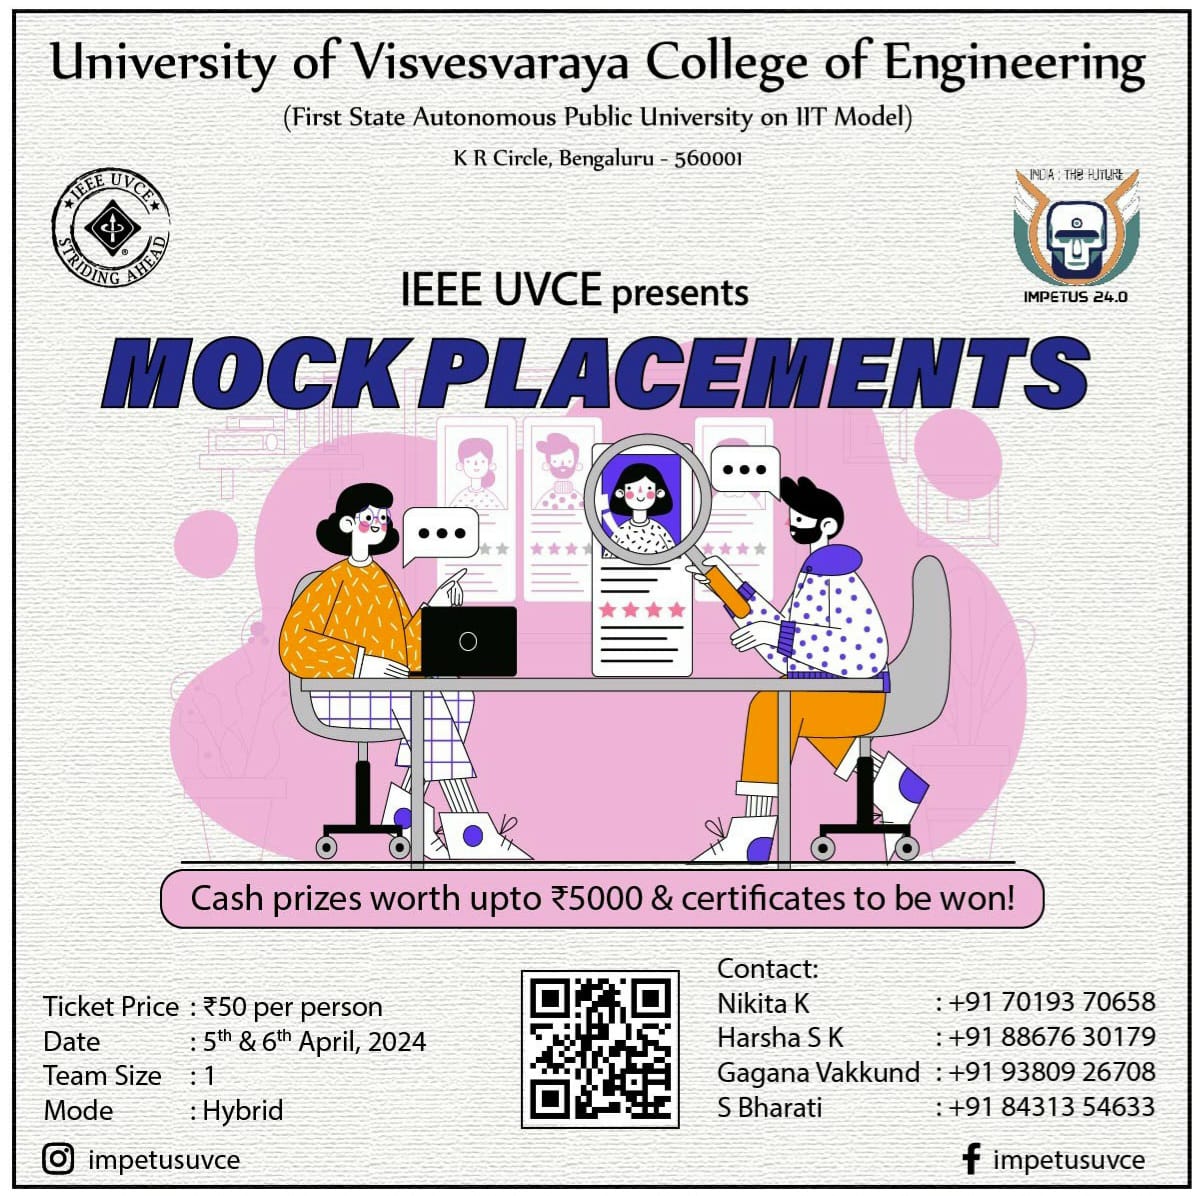 University of Visvesvaraya College of Engineering
(First State Autonomous Public University on IIT Model)
K R Circle, Bengaluru - 560001
IEEE UVCE
STRIDING AHEAD
®
INDIA : THE FUTURE
IMPETUS 24.0
IEEE UVCE presents
MOCK PLACEMENTS
Cash prizes worth upto ₹5000 & certificates to be won!
Ticket Price : ₹50 per person
Date : 5th & 6th April, 2024
Team Size : 1
Mode : Hybrid
impetusuvce
Contact:
Nikita K : +91 70193 70658
Harsha S K : +91 88676 30179
Gagana Vakkund : +91 93809 26708
S Bharati : +91 84313 54633
impetusuvce